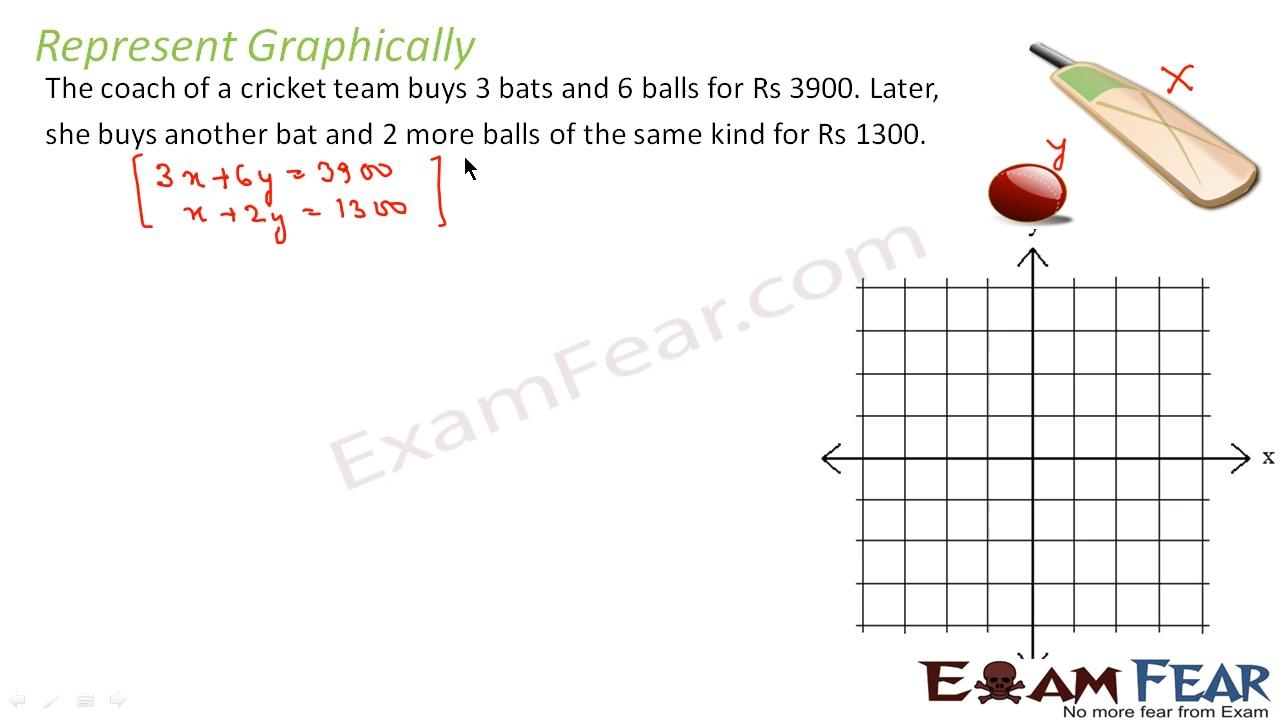 Represent Graphically
The coach of a cricket team buys 3 bats and 6 balls for Rs 3900. Later,
she buys another bat and 2 more balls of the same kind for Rs 1300.
x
y
[3x + 6y = 3900
x + 2y = 1300]
y
x
ExamFear.com
EXAM FEAR
No more fear from Exam